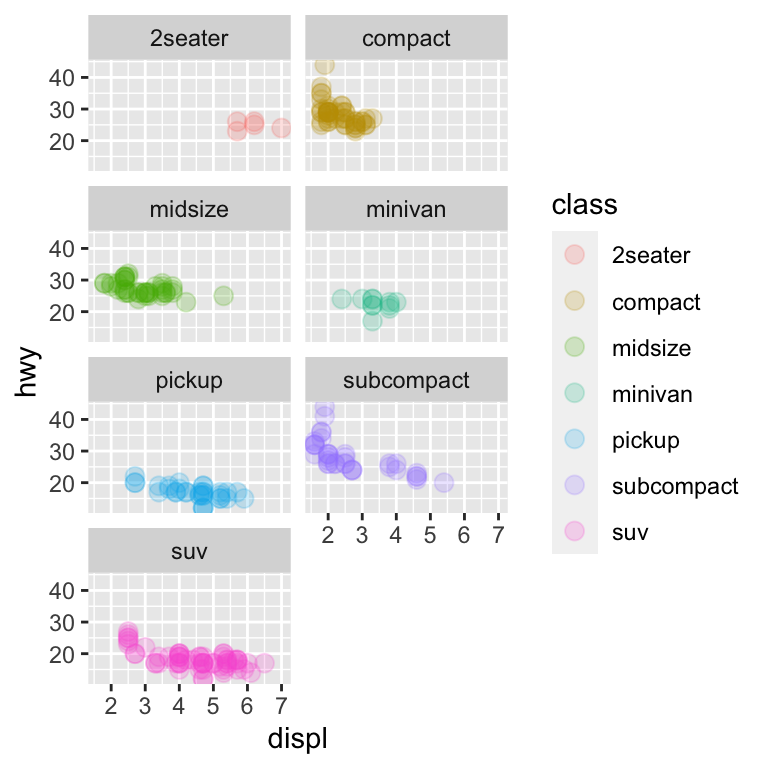 2seater compact
40
30
20
midsize minivan
40
30
20
pickup subcompact
40
30
20
2 3 4 5 6 7
suv
40
30
20
2 3 4 5 6 7
displ
hwy
class
2seater
compact
midsize
minivan
pickup
subcompact
suv